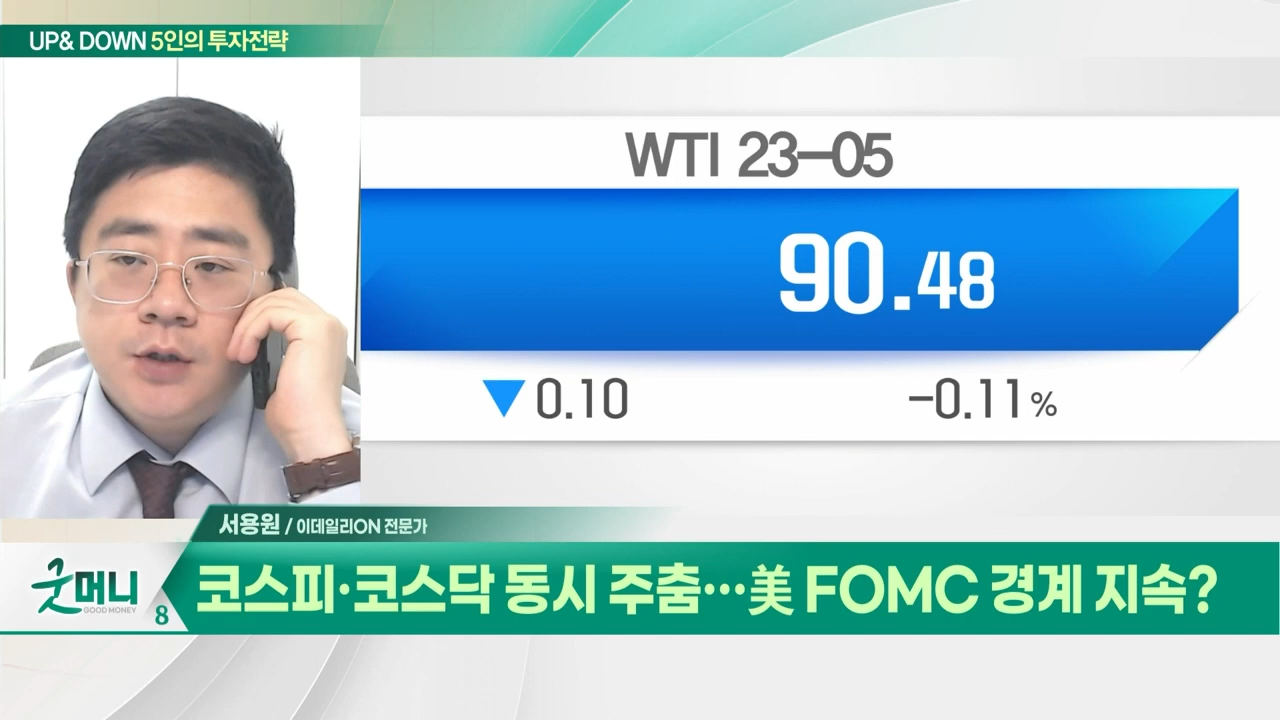 UP& DOWN 5인의 투자전략
WTI 23-05
90.48
▼ 0.10
-0.11%
서용원 / 이데일리ON 전문가
굿머니
GOOD MONEY
8
코스피·코스닥 동시 주춤…美 FOMC 경계 지속?